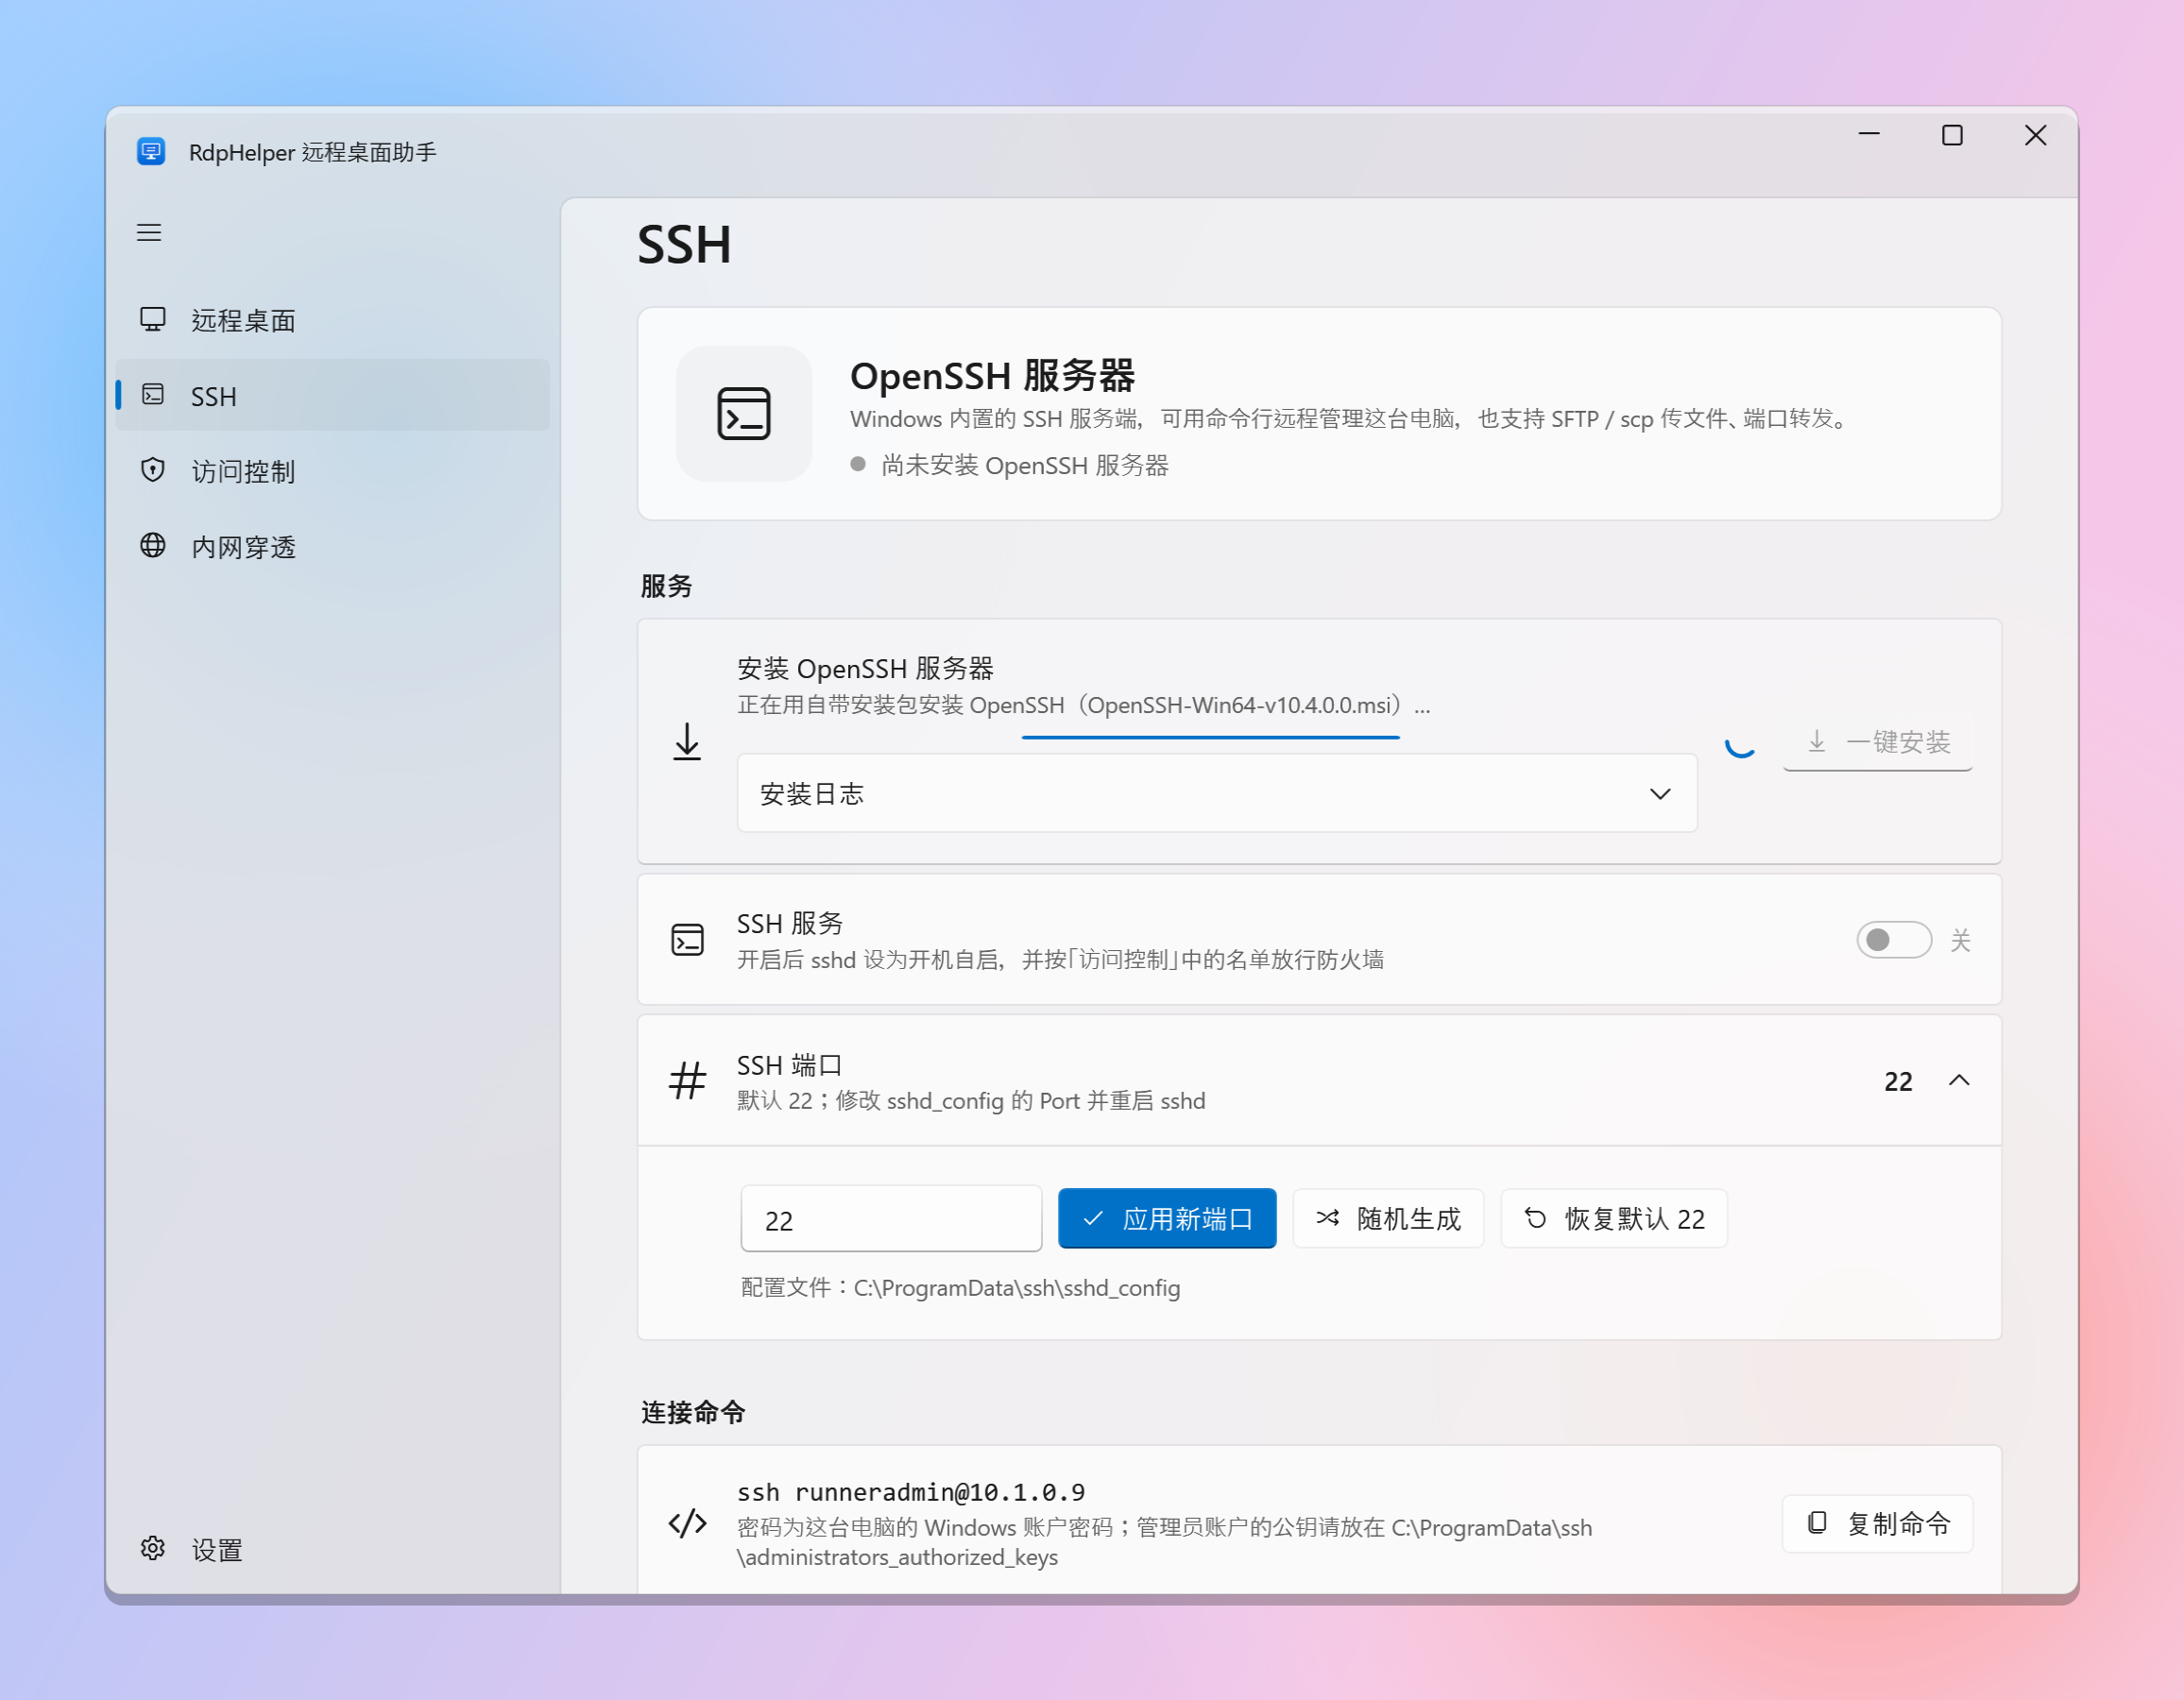 RdpHelper 远程桌面助手
远程桌面
SSH
访问控制
内网穿透
设置
SSH
OpenSSH 服务器
Windows 内置的 SSH 服务端，可用命令行远程管理这台电脑，也支持 SFTP / scp 传文件、端口转发。
尚未安装 OpenSSH 服务器
服务
安装 OpenSSH 服务器
正在用自带安装包安装 OpenSSH（OpenSSH-Win64-v10.4.0.0.msi）...
一键安装
安装日志
SSH 服务
开启后 sshd 设为开机自启，并按「访问控制」中的名单放行防火墙
关
SSH 端口
默认 22；修改 sshd_config 的 Port 并重启 sshd
22
22
应用新端口
随机生成
恢复默认 22
配置文件：C:\ProgramData\ssh\sshd_config
连接命令
ssh runneradmin@10.1.0.9
密码为这台电脑的 Windows 账户密码；管理员账户的公钥请放在 C:\ProgramData\ssh
\administrators_authorized_keys
复制命令